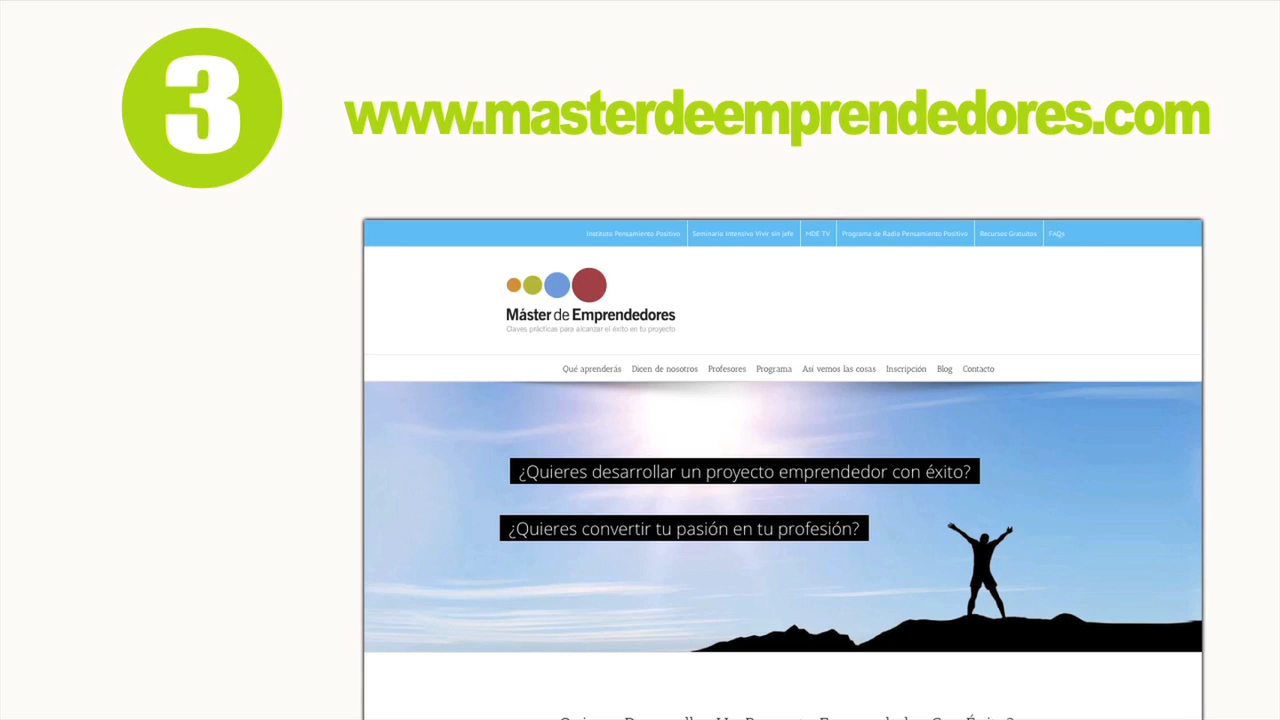 3
www.masterdeemprendedores.com
Instituto Pensamiento Positivo Seminario Intensivo Vivir sin jefe MDE TV Programa de Radio Pensamiento Positivo Recursos Gratuitos FAQs
Máster de Emprendedores
Claves prácticas para alcanzar el éxito en tu proyecto
Qué aprenderás Dicen de nosotros Profesores Programa Así vemos las cosas Inscripción Blog Contacto
¿Quieres desarrollar un proyecto emprendedor con éxito?
¿Quieres convertir tu pasión en tu profesión?